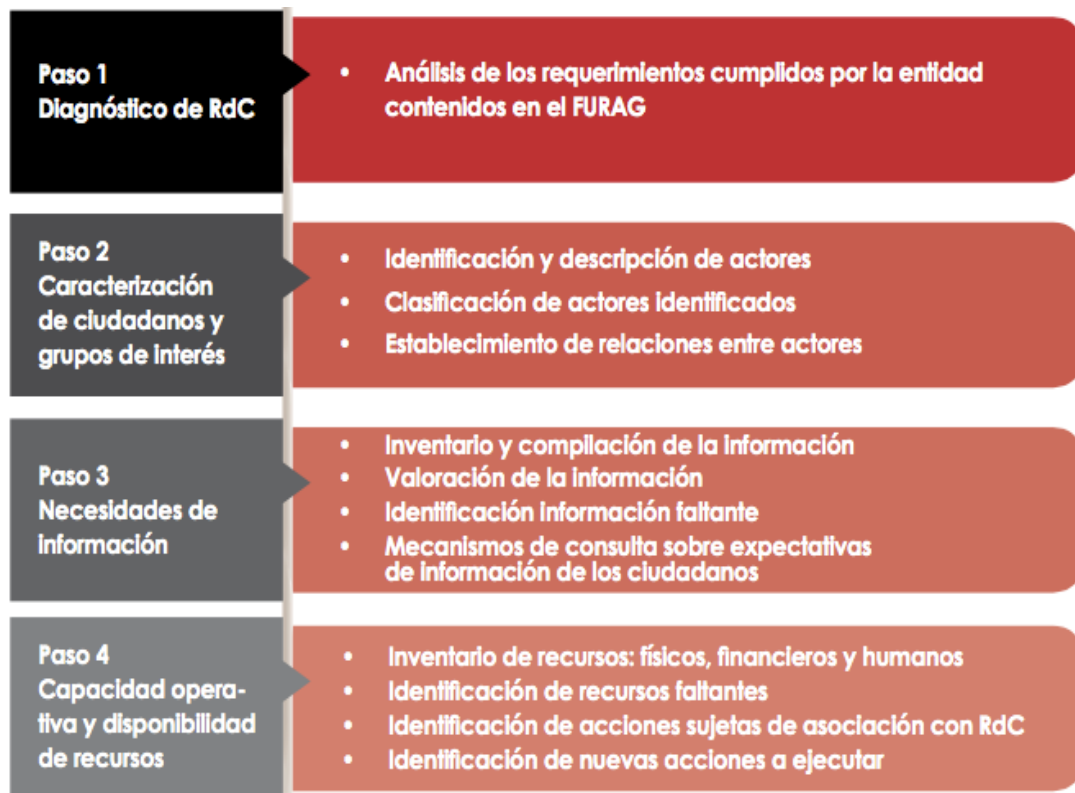 Paso 1
Diagnóstico de RdC
• Análisis de los requerimientos cumplidos por la entidad
contenidos en el FURAG
Paso 2
Caracterización
de ciudadanos y
grupos de interés
• Identificación y descripción de actores
• Clasificación de actores identificados
• Establecimiento de relaciones entre actores
Paso 3
Necesidades de
información
• Inventario y compilación de la información
• Valoración de la información
• Identificación información faltante
• Mecanismos de consulta sobre expectativas
de información de los ciudadanos
Paso 4
Capacidad opera-
tiva y disponibilidad
de recursos
• Inventario de recursos: físicos, financieros y humanos
• Identificación de recursos faltantes
• Identificación de acciones sujetas de asociación con RdC
• Identificación de nuevas acciones a ejecutar